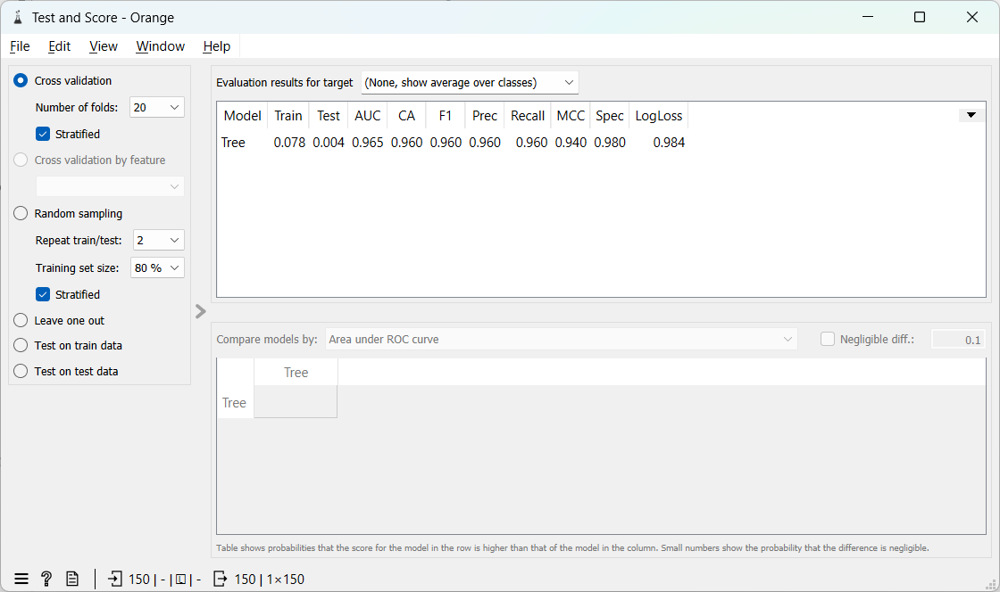 Test and Score - Orange
File Edit View Window Help
Cross validation
Number of folds: 20
Stratified
Cross validation by feature
Random sampling
Repeat train/test: 2
Training set size: 80 %
Stratified
Leave one out
Test on train data
Test on test data
Evaluation results for target (None, show average over classes)
Model Train Test AUC CA F1 Prec Recall MCC Spec LogLoss
Tree 0.078 0.004 0.965 0.960 0.960 0.960 0.960 0.940 0.980 0.984
Compare models by: Area under ROC curve Negligible diff.: 0.1
Tree
Tree
Table shows probabilities that the score for the model in the row is higher than that of the model in the column. Small numbers show the probability that the difference is negligible.
150 | - | - 150 | 1×150